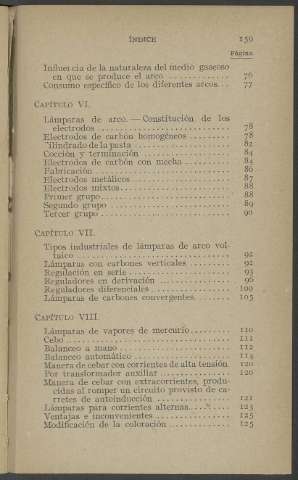 ÍNDICE 159
Página
Influencia de la naturaleza del medio gaseoso
en que se produce el arco .............. 76
Consumo específico de los diferentes arcos... 77
CAPÍTULO VI.
Lámparas de arco. — Constitución de los
electrodos ........................ 78
Electrodos de carbón homogéneos .......... 78
Hilidrado de la pasta ................. 82
Cocción y terminación ................. 84
Electrodos de carbón con mecha .......... 84
Fabricación ........................ 86
Electrodos metálicos ................. 87
Electrodos mixtos ................. 88
Primer grupo ................. 88
Segundo grupo ................. 89
Tercer grupo ................. 90
CAPÍTULO VII.
Tipos industriales de lámparas de arco vol-
taico ........................ 92
Lámparas con carbones verticales .......... 92
Regulación en serie ................. 93
Reguladores en derivación .............. 96
Reguladores diferenciales .............. 100
Lámparas de carbones convergentes........ 105
CAPÍTULO VIII.
Lámparas de vapores de mercurio.......... 110
Cebo ........................ 111
Balanceo a mano ................. 112
Balanceo automático ................. 114
Manera de cebar con corrientes de alta tensión. 120
Por transformador auxiliar .............. 120
Manera de cebar con extracorrientes, produ-
cidas al romper un circuito provisto de ca-
rretes de autoinducción .............. 121
Lámparas para corrientes alternas.......... 123
Ventajas e inconvenientes .............. 125
Modificación de la coloración .............. 125